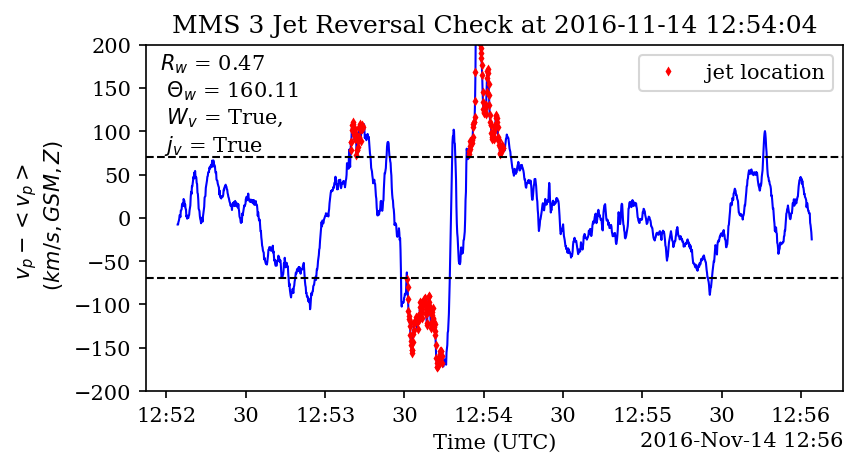 MMS 3 Jet Reversal Check at 2016-11-14 12:54:04
R_w = 0.47
Θ_w = 160.11
W_v = True,
j_v = True
jet location
v_p − < v_p >
(km/s, GSM, Z)
200
150
100
50
0
−50
−100
−150
−200
12:52 30 12:53 30 12:54 30 12:55 30 12:56
Time (UTC)
2016-Nov-14 12:56